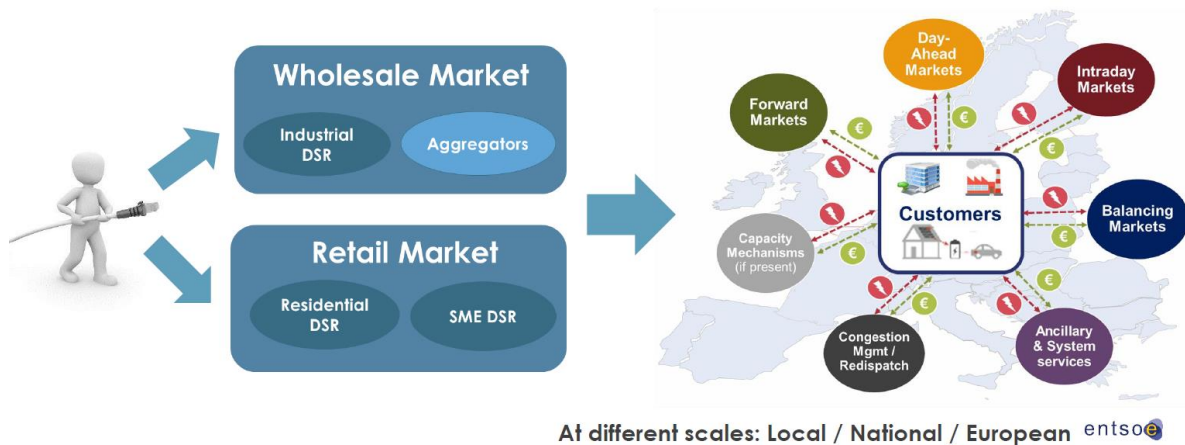 Wholesale Market
Industrial
DSR
Aggregators
Retail Market
Residential
DSR
SME DSR
Day-
Ahead
Markets
Intraday
Markets
Forward
Markets
€
€
€
Customers
Balancing
Markets
€
Capacity
Mechanisms
(if present)
€
€
€
Congestion
Mgmt /
Redispatch
Ancillary
& System
services
At different scales: Local / National / European
entsoe